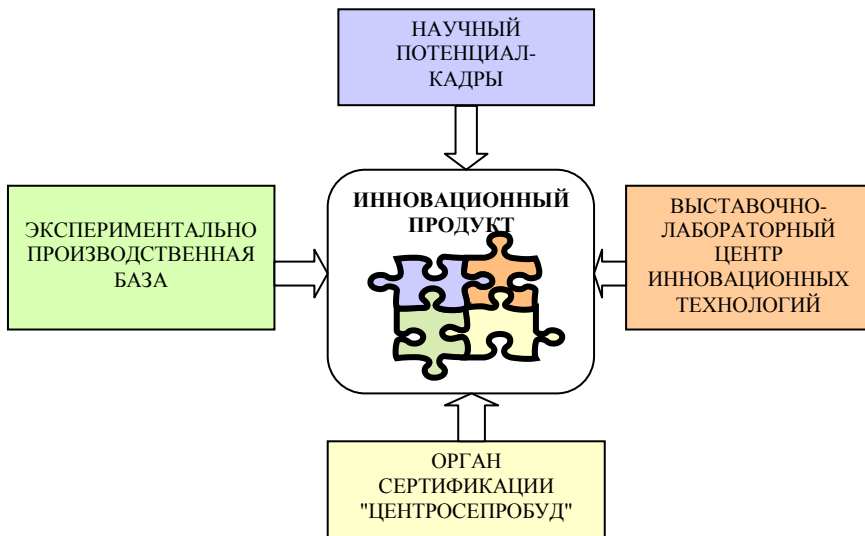 НАУЧНЫЙ
ПОТЕНЦИАЛ-
КАДРЫ
ИННОВАЦИОННЫЙ
ПРОДУКТ
ЭКСПЕРИМЕНТАЛЬНО
ПРОИЗВОДСТВЕННАЯ
БАЗА
ВЫСТАВОЧНО-
ЛАБОРАТОРНЫЙ
ЦЕНТР
ИННОВАЦИОННЫХ
ТЕХНОЛОГИЙ
ОРГАН
СЕРТИФИКАЦИИ
"ЦЕНТРОСЕПРОБУД"